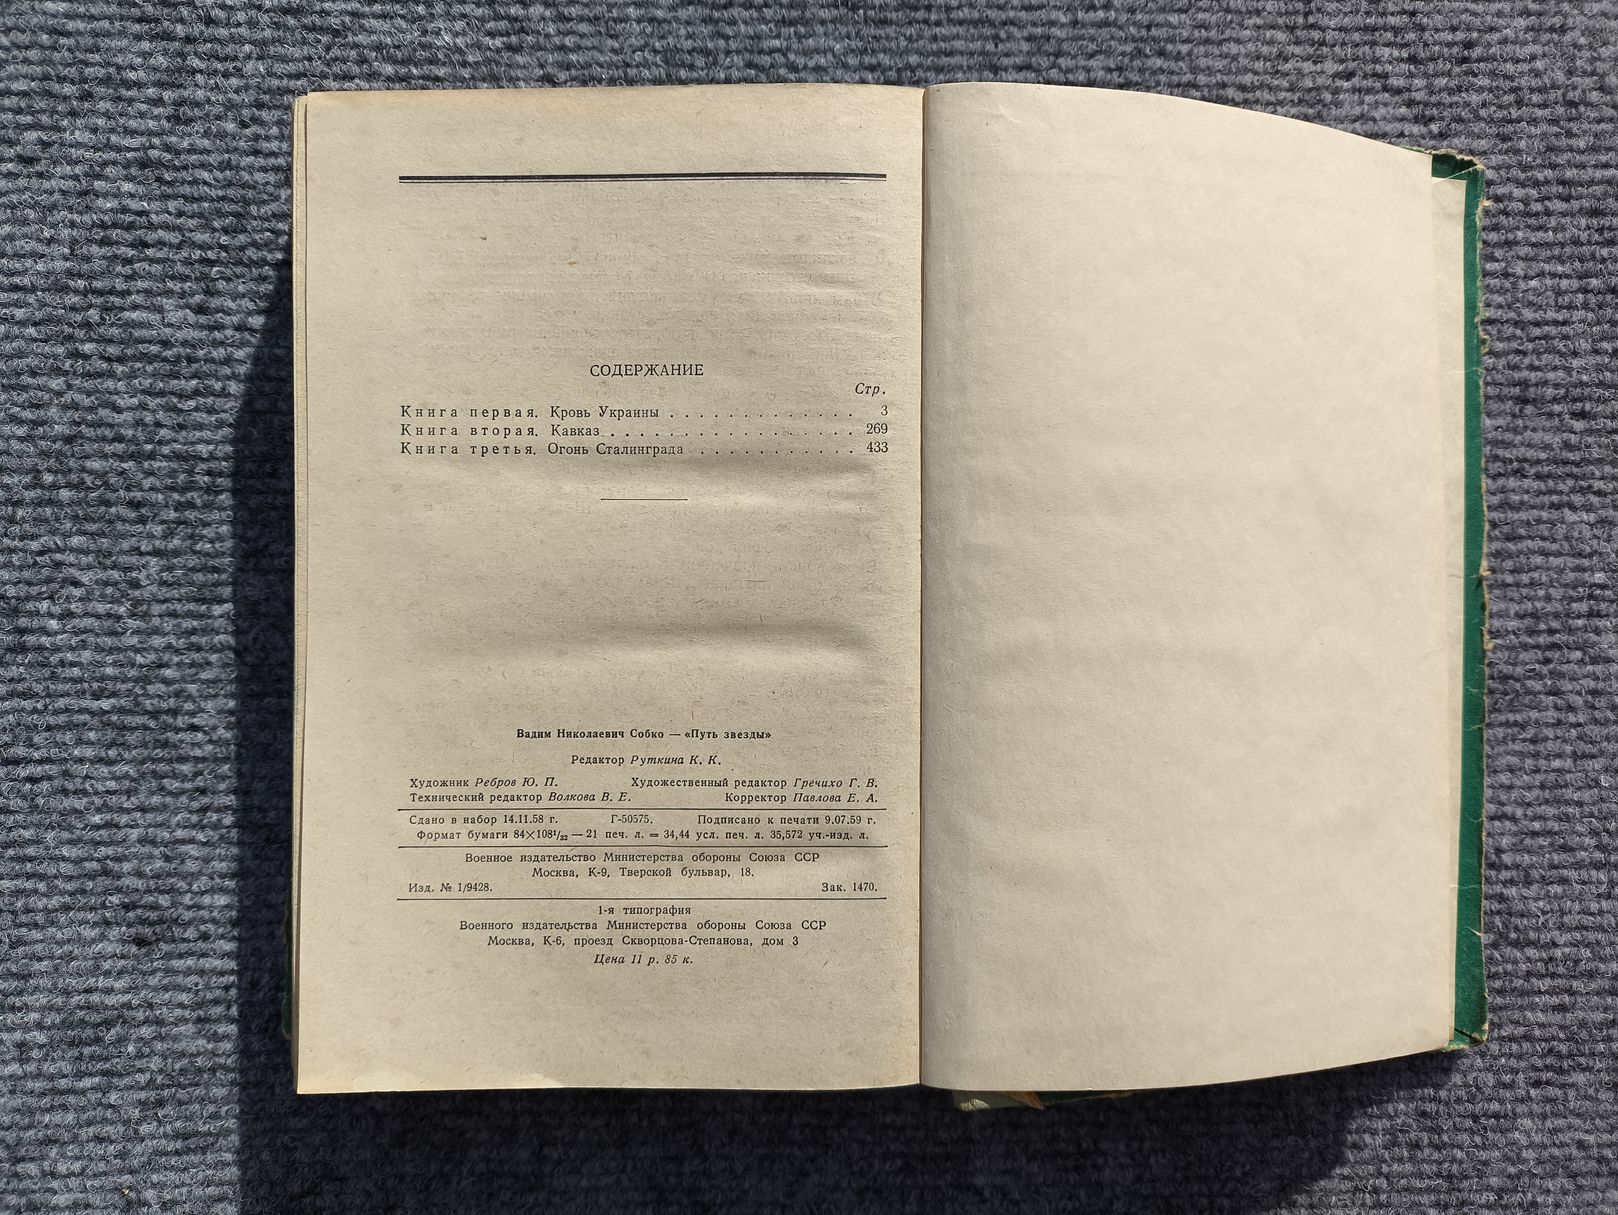 СОДЕРЖАНИЕ
Стр.
Книга первая. Кровь Украины . . . . . . . . . . . . . 3
Книга вторая. Кавказ . . . . . . . . . . . . . . . . . 269
Книга третья. Огонь Сталинграда . . . . . . . . . . . 433
Вадим Николаевич Собко — «Путь звезды»
Редактор Руткина К. К.
Художник Ребров Ю. П. Художественный редактор Гречихо Г. В.
Технический редактор Волкова В. Е. Корректор Павлова Е. А.
Сдано в набор 14.11.58 г. Г-50575. Подписано к печати 9.07.59 г.
Формат бумаги 84×108¹/₃₂ — 21 печ. л. = 34,44 усл. печ. л. 35,572 уч.-изд. л.
Военное издательство Министерства обороны Союза ССР
Москва, К-9, Тверской бульвар, 18.
Изд. № 1/9428. Зак. 1470.
1-я типография
Военного издательства Министерства обороны Союза ССР
Москва, К-6, проезд Скворцова-Степанова, дом 3
Цена 11 р. 85 к.